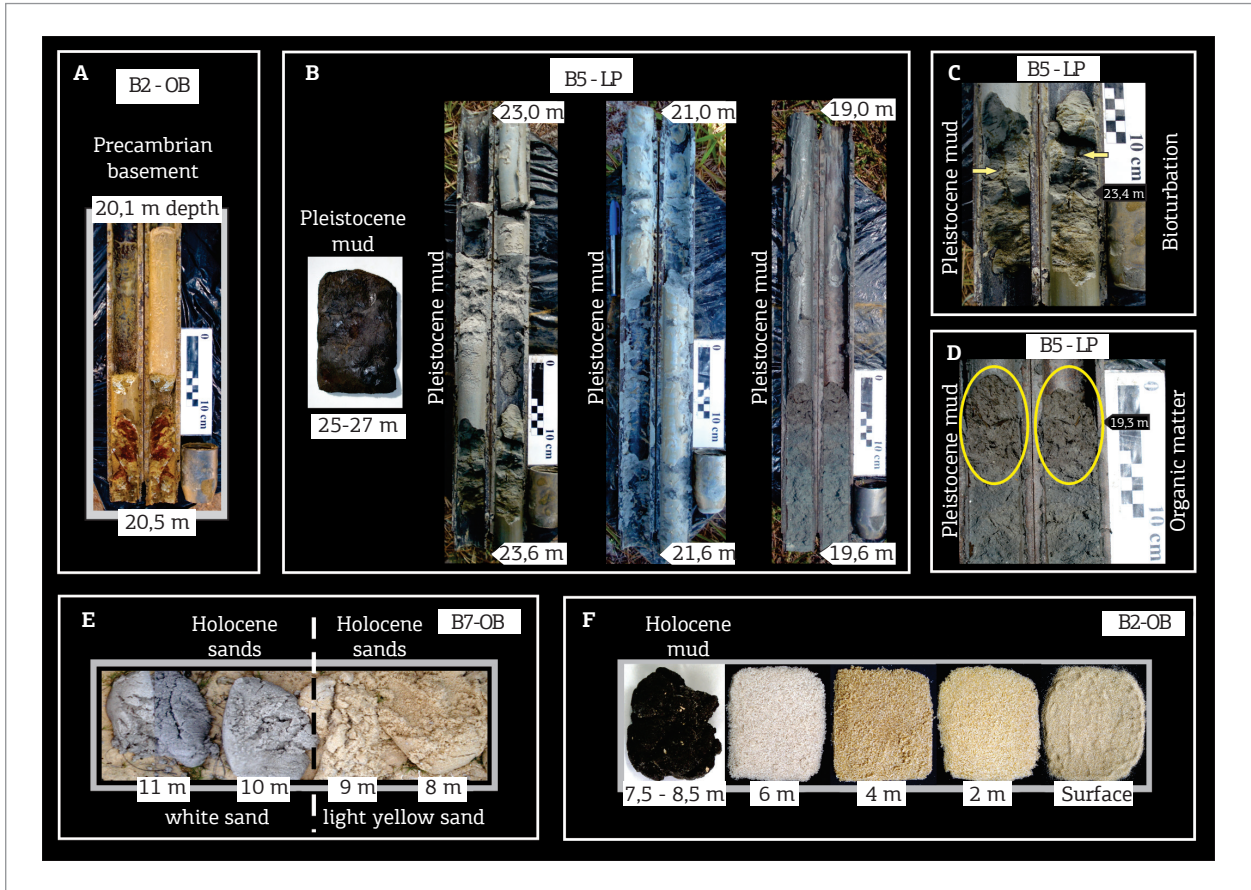 A
B2 - OB
Precambrian
basement
20,1 m depth
0
10 cm
20,5 m
B
B5 - LP
Pleistocene
mud
25-27 m
Pleistocene mud
23,0 m
0
10 cm
23,6 m
Pleistocene mud
21,0 m
0
10 cm
21,6 m
Pleistocene mud
19,0 m
0
10 cm
19,6 m
C
B5 - LP
Pleistocene mud
10 cm
23,4 m
Bioturbation
D
B5 - LP
Pleistocene mud
0
19,3 m
10 cm
Organic matter
E
B7-OB
Holocene
sands
Holocene
sands
11 m
10 m
9 m
8 m
white sand
light yellow sand
F
B2-OB
Holocene
mud
7,5 - 8,5 m
6 m
4 m
2 m
Surface